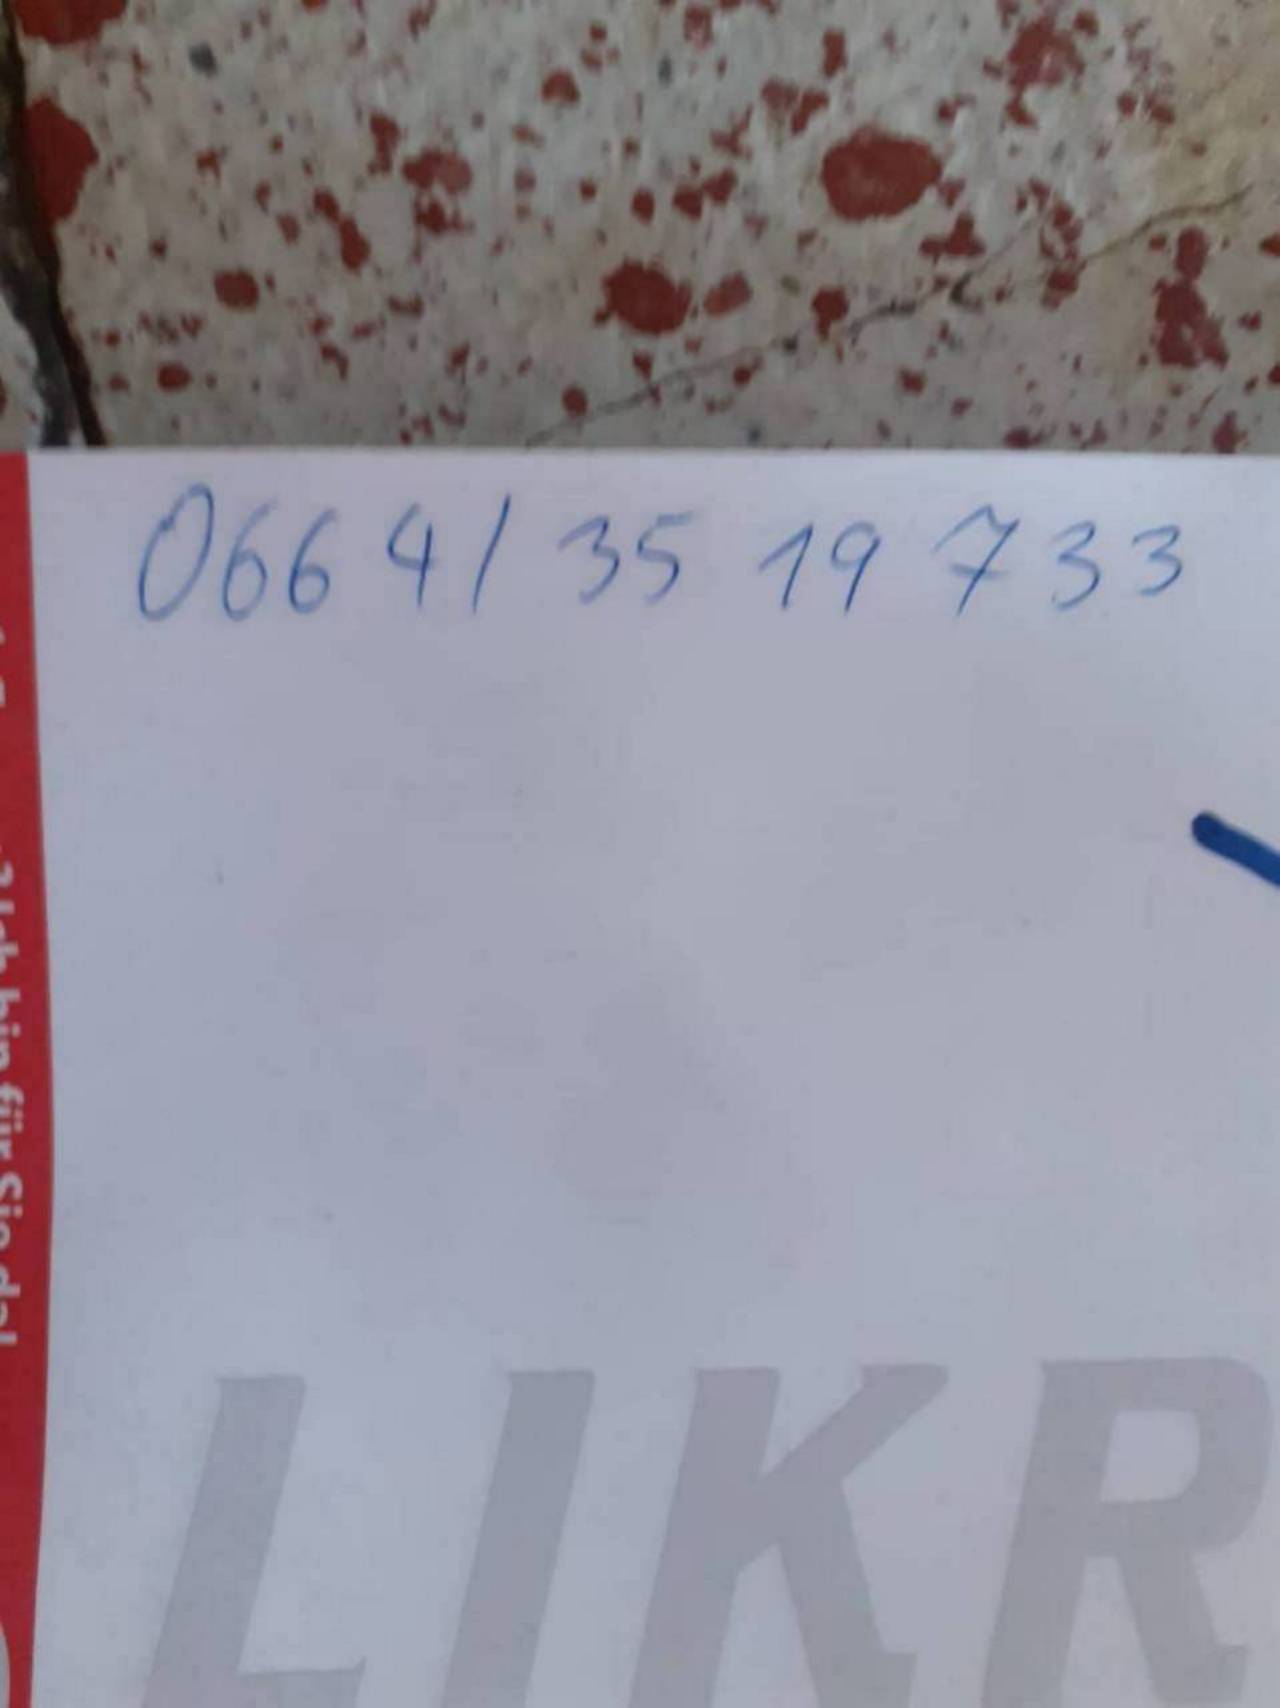 0664/ 35 19 733
Ich bin für Sie da!
LIKR